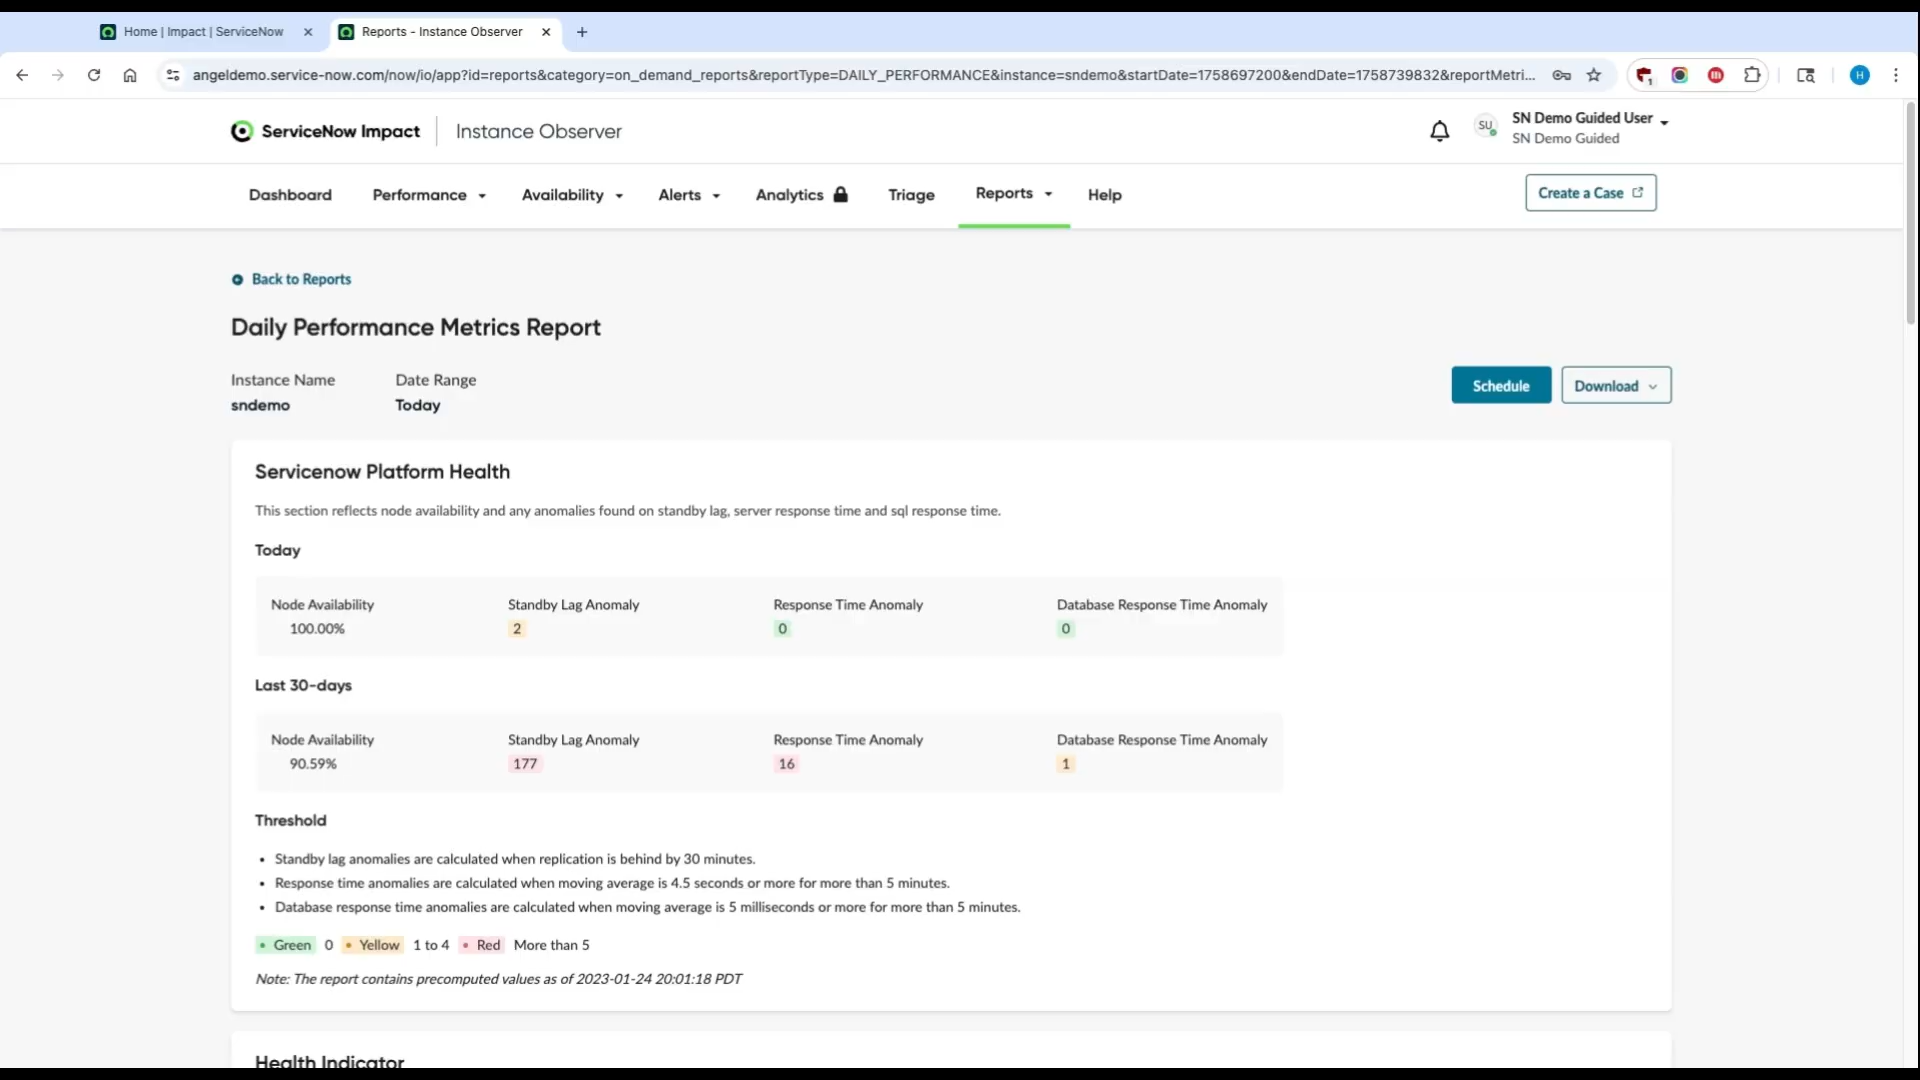 Home | Impact | ServiceNow
Reports - Instance Observer
angeldemo.service-now.com/now/io/app?id=reports&category=on_demand_reports&reportType=DAILY_PERFORMANCE&instance=sndemo&startDate=1758697200&endDate=1758739832&reportMetri...
1
H
ServiceNow Impact
Instance Observer
SU
SN Demo Guided User
SN Demo Guided
Dashboard
Performance
Availability
Alerts
Analytics
Triage
Reports
Help
Create a Case
Back to Reports
Daily Performance Metrics Report
Instance Name Date Range
sndemo Today
Schedule
Download
Servicenow Platform Health
This section reflects node availability and any anomalies found on standby lag, server response time and sql response time.
Today
Node Availability Standby Lag Anomaly Response Time Anomaly Database Response Time Anomaly
100.00% 2 0 0
Last 30-days
Node Availability Standby Lag Anomaly Response Time Anomaly Database Response Time Anomaly
90.59% 177 16 1
Threshold
• Standby lag anomalies are calculated when replication is behind by 30 minutes.
• Response time anomalies are calculated when moving average is 4.5 seconds or more for more than 5 minutes.
• Database response time anomalies are calculated when moving average is 5 milliseconds or more for more than 5 minutes.
• Green 0 • Yellow 1 to 4 • Red More than 5
Note: The report contains precomputed values as of 2023-01-24 20:01:18 PDT
Health Indicator